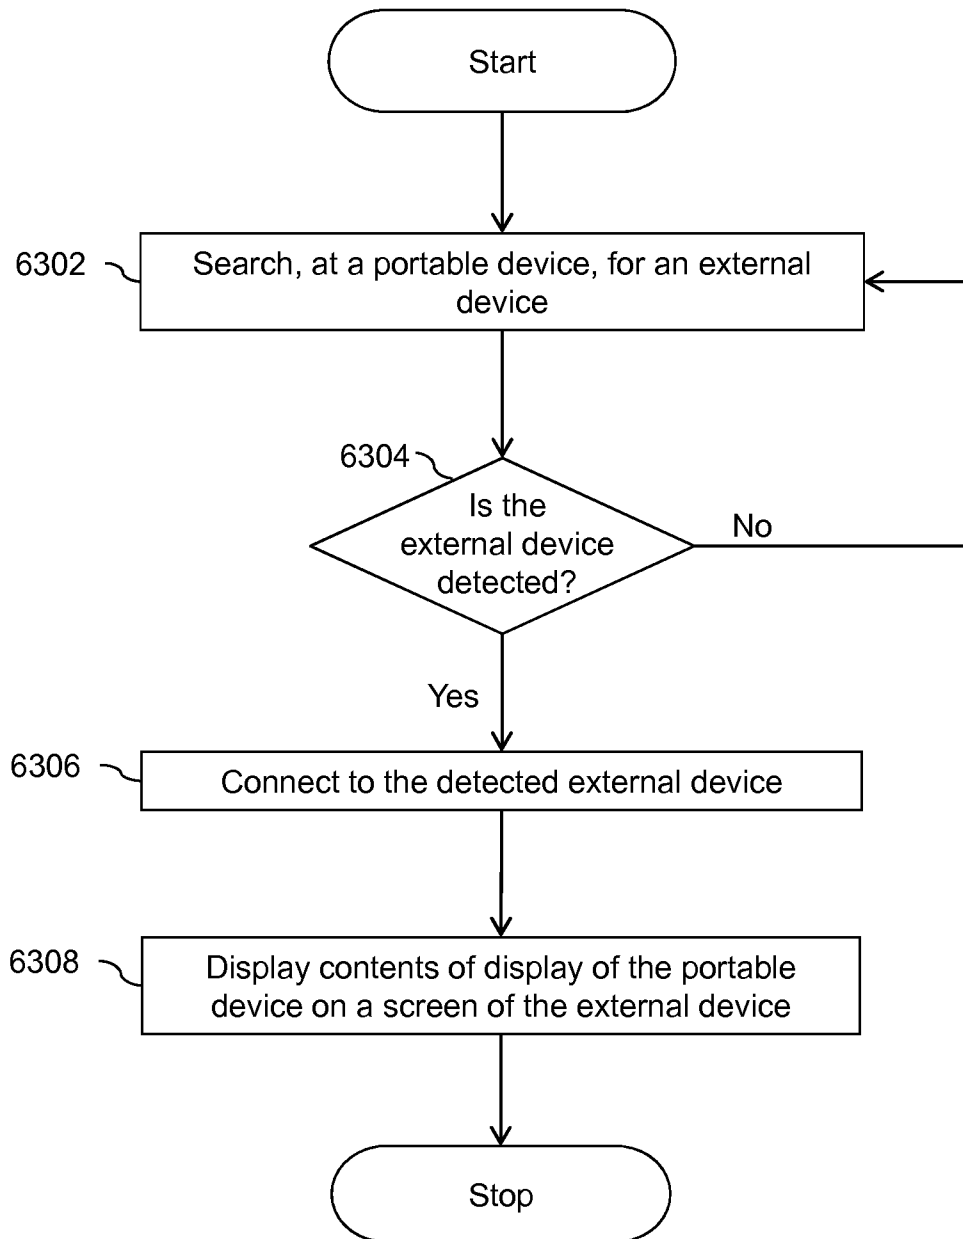 Start
6302
Search, at a portable device, for an external
device
6304
Is the
external device
detected?
No
Yes
6306
Connect to the detected external device
6308
Display contents of display of the portable
device on a screen of the external device
Stop